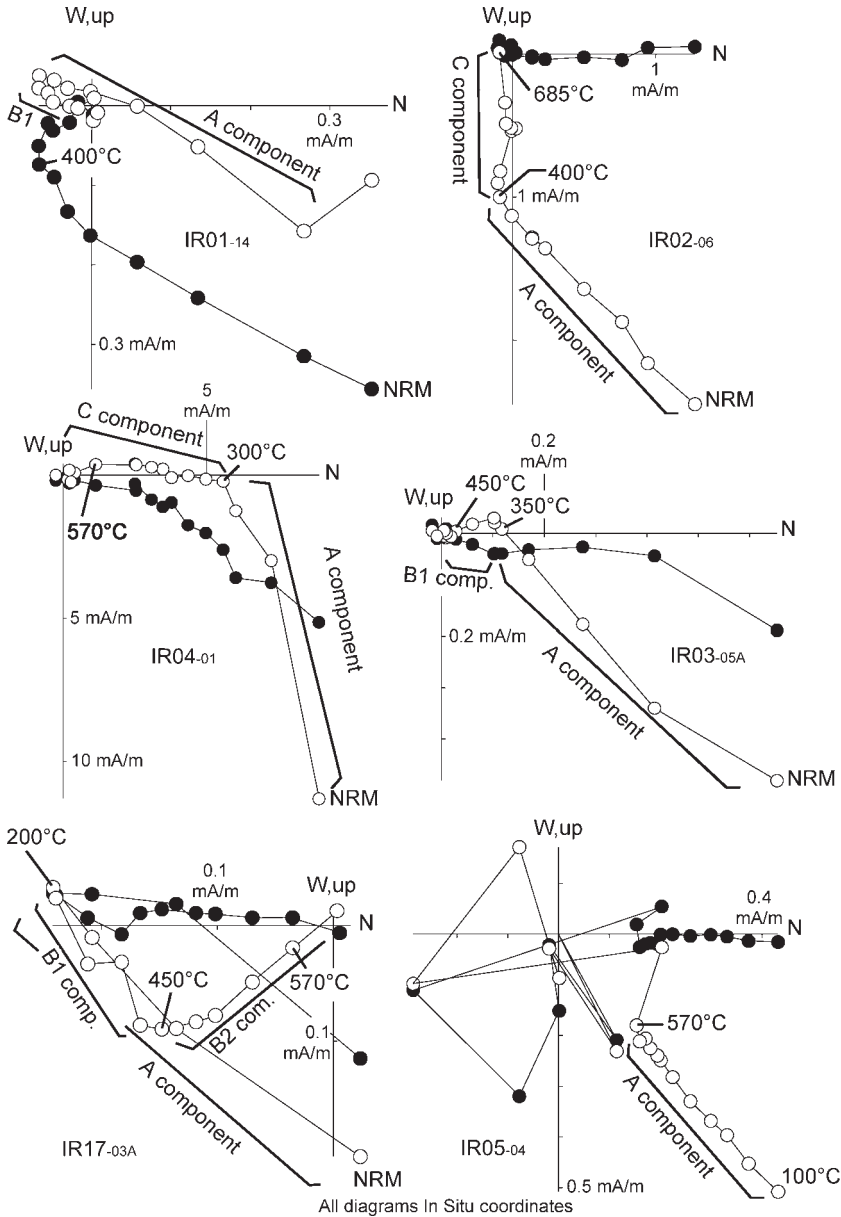 W,up
N
0.3
mA/m
A component
B1
400°C
IR01-14
0.3 mA/m
NRM
W,up
N
1
mA/m
C component
685°C
400°C
1 mA/m
IR02-06
A component
NRM
5
mA/m
C component
W,up
300°C
N
570°C
A component
5 mA/m
IR04-01
10 mA/m
NRM
0.2
mA/m
W,up
450°C
350°C
N
B1 comp.
0.2 mA/m
IR03-05A
A component
NRM
200°C
0.1
mA/m
W,up
N
B1 comp.
450°C
570°C
B2 com.
0.1
mA/m
A component
IR17-03A
NRM
W,up
0.4
mA/m
N
570°C
A component
IR05-04
100°C
0.5 mA/m
All diagrams In Situ coordinates